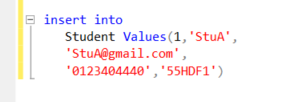 insert into
Student Values(1,'StuA',
'StuA@gmail.com',
'0123404440','55HDF1')